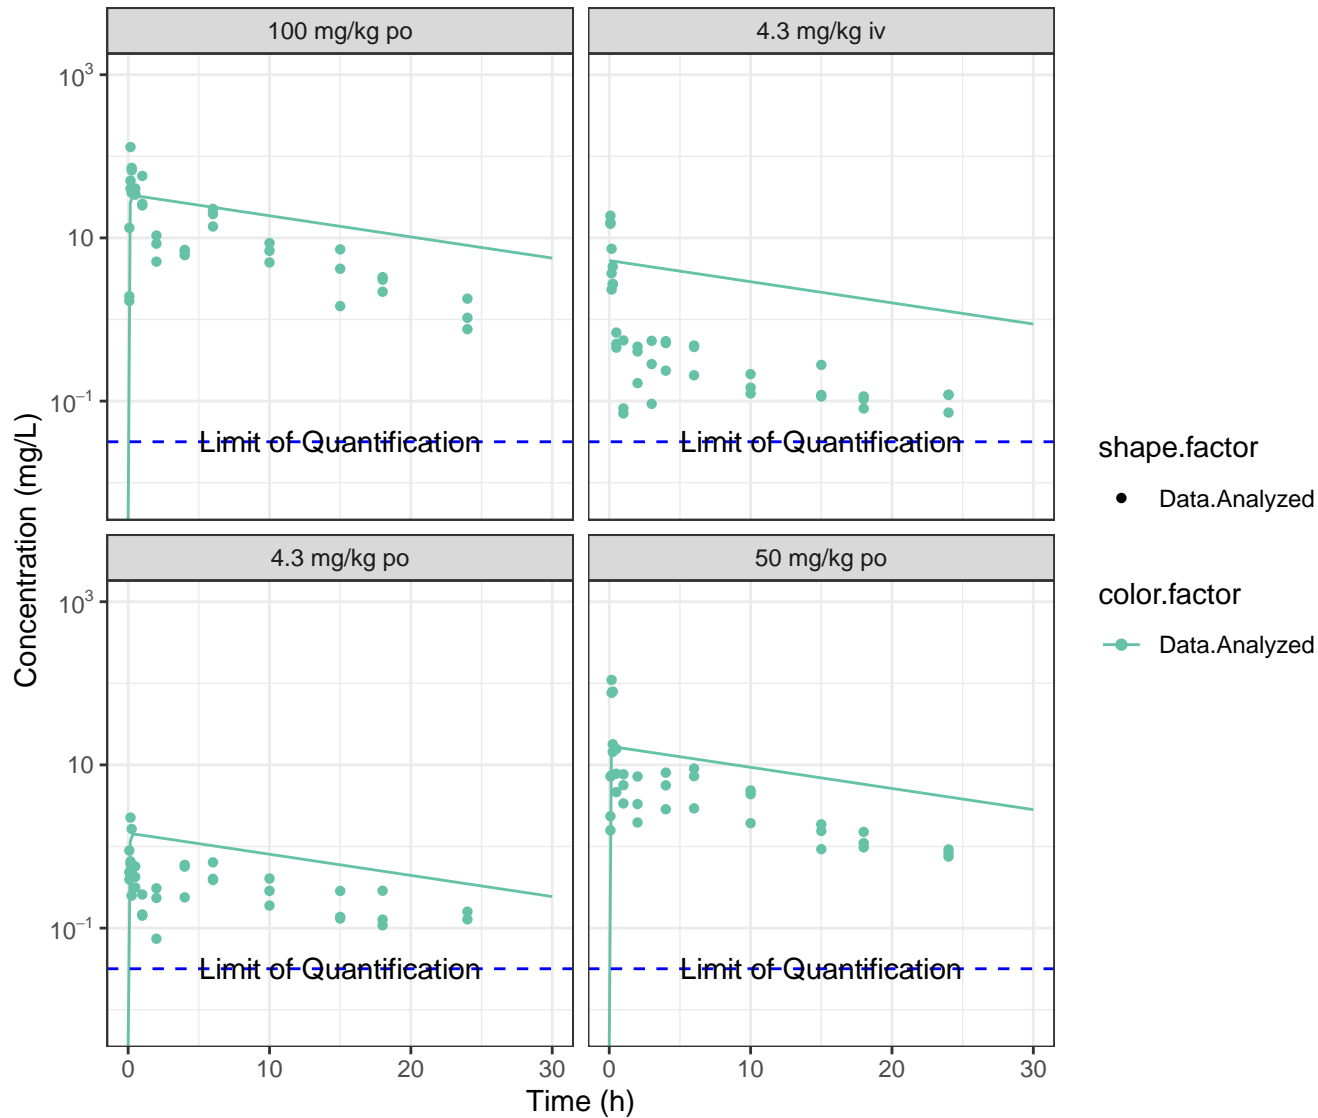 100 mg/kg po
4.3 mg/kg iv
10³
10
10⁻¹
Limit of Quantification
Limit of Quantification
4.3 mg/kg po
50 mg/kg po
10³
10
10⁻¹
Limit of Quantification
Limit of Quantification
0 10 20 30
0 10 20 30
Time (h)
Concentration (mg/L)
shape.factor
Data.Analyzed
color.factor
Data.Analyzed